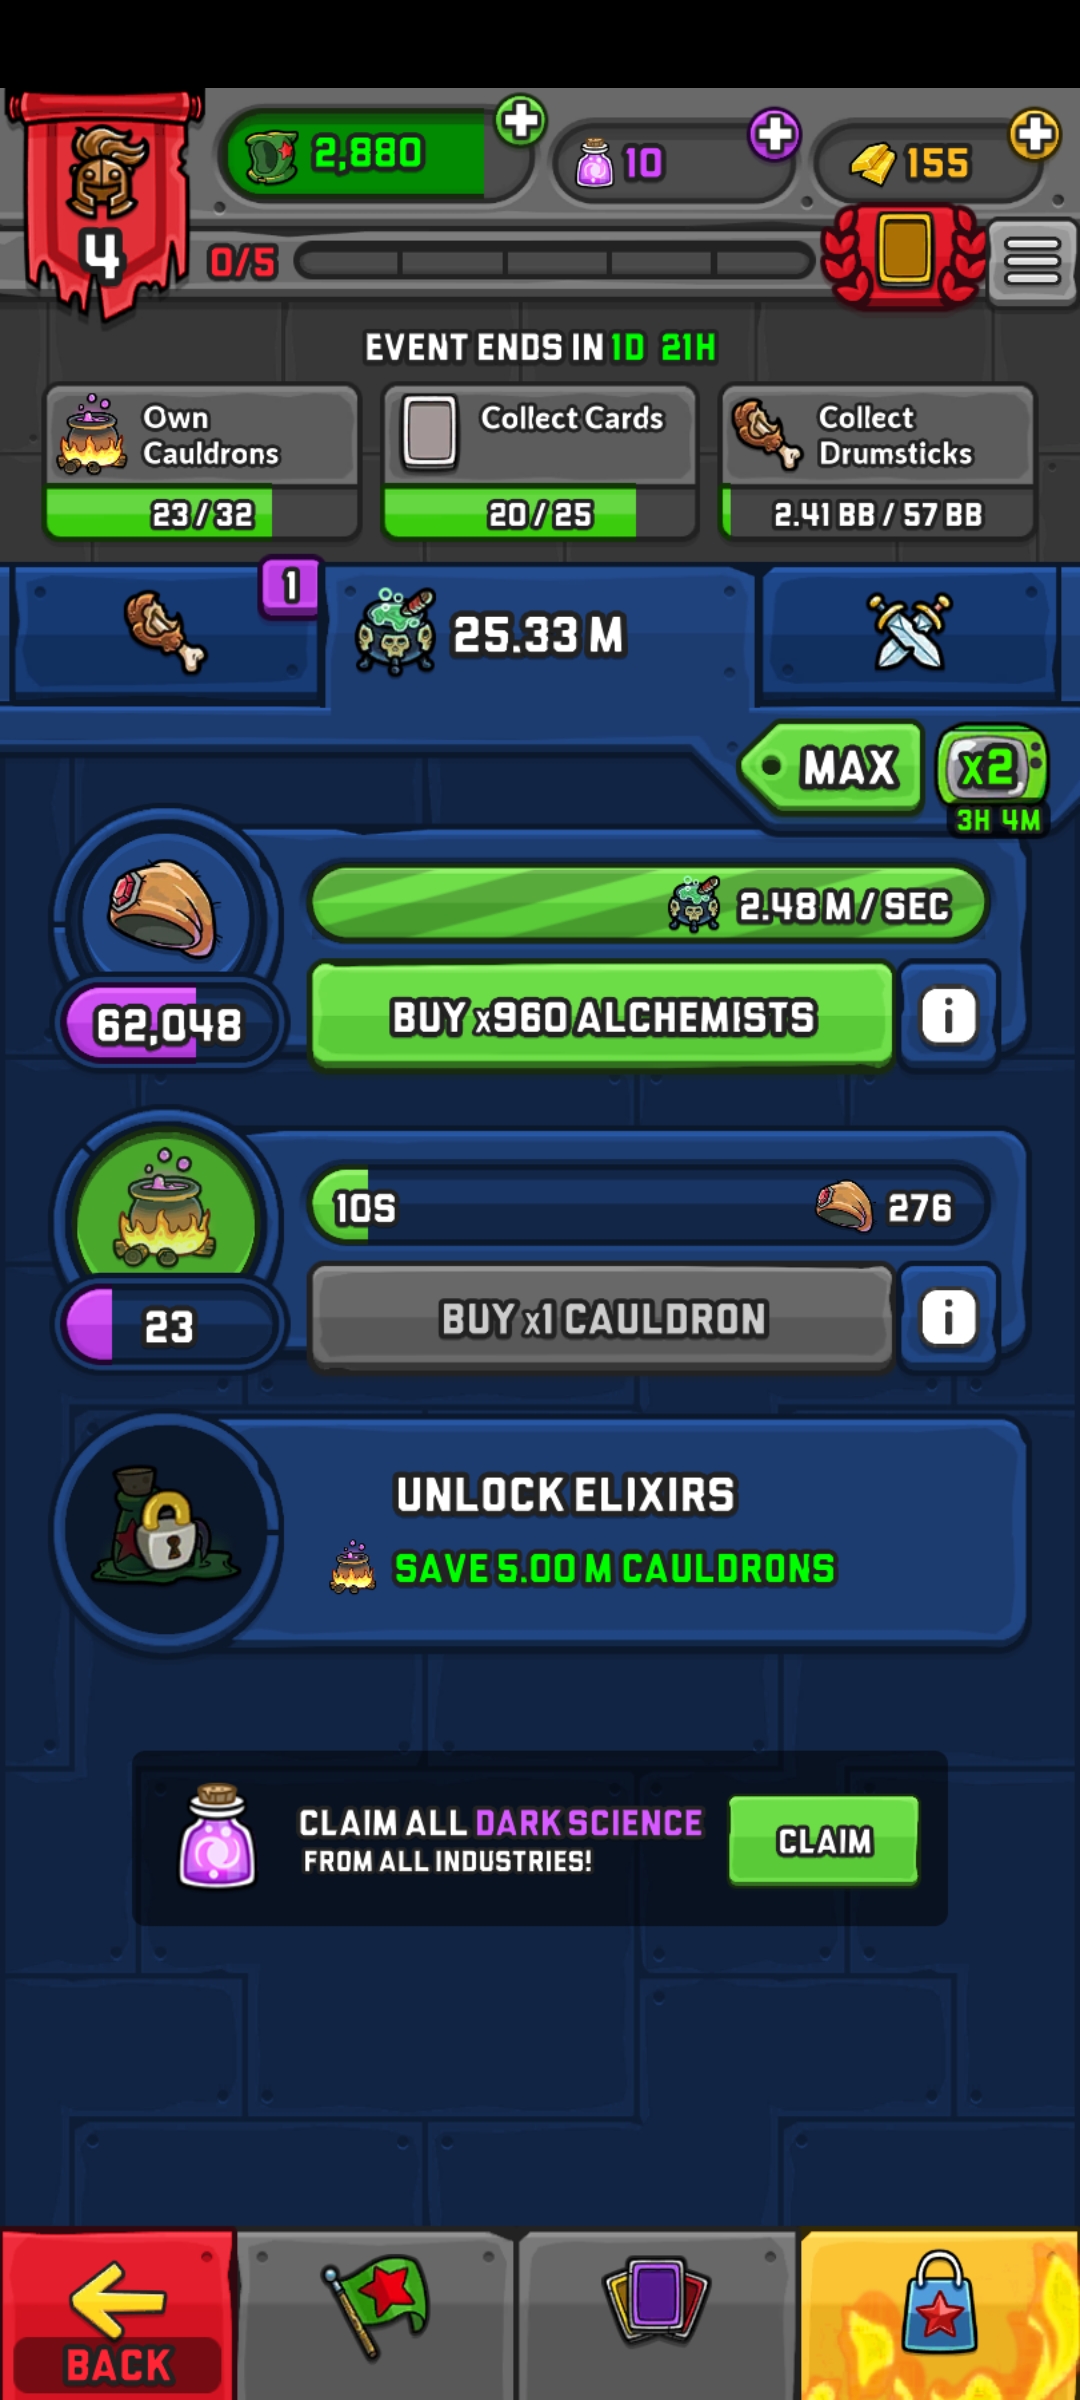 2,880
10
155
4
0/5
EVENT ENDS IN 1D 21H
Own
Cauldrons
23 / 32
Collect Cards
20 / 25
Collect
Drumsticks
2.41 BB / 57 BB
1
25.33 M
MAX
x2
3H 4M
2.48 M / SEC
62,048
BUY x960 ALCHEMISTS
i
10S
276
23
BUY x1 CAULDRON
i
UNLOCK ELIXIRS
SAVE 5.00 M CAULDRONS
CLAIM ALL DARK SCIENCE
FROM ALL INDUSTRIES!
CLAIM
BACK